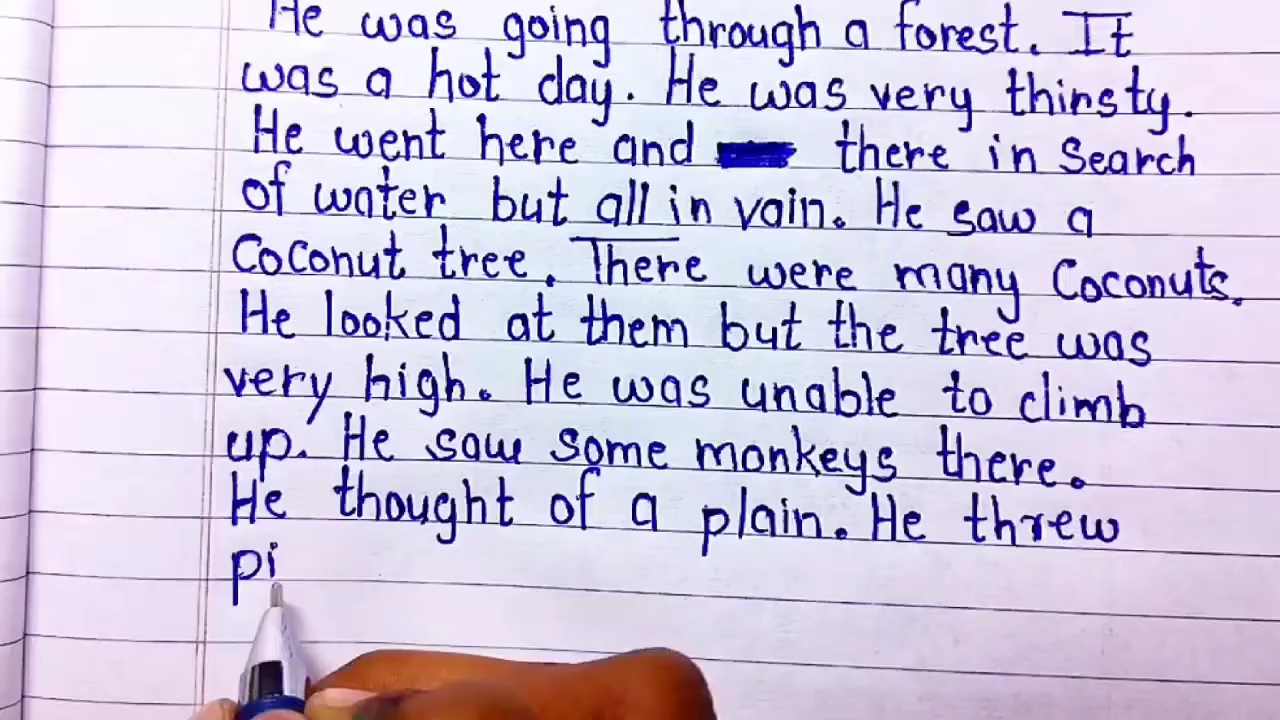 He was going through a forest. It
was a hot day. He was very thirsty.
He went here and there in Search
of water but all in vain. He saw a
Coconut tree. There were many Coconuts.
He looked at them but the tree was
very high. He was unable to climb
up. He saw some monkeys there.
He thought of a plain. He threw
pi